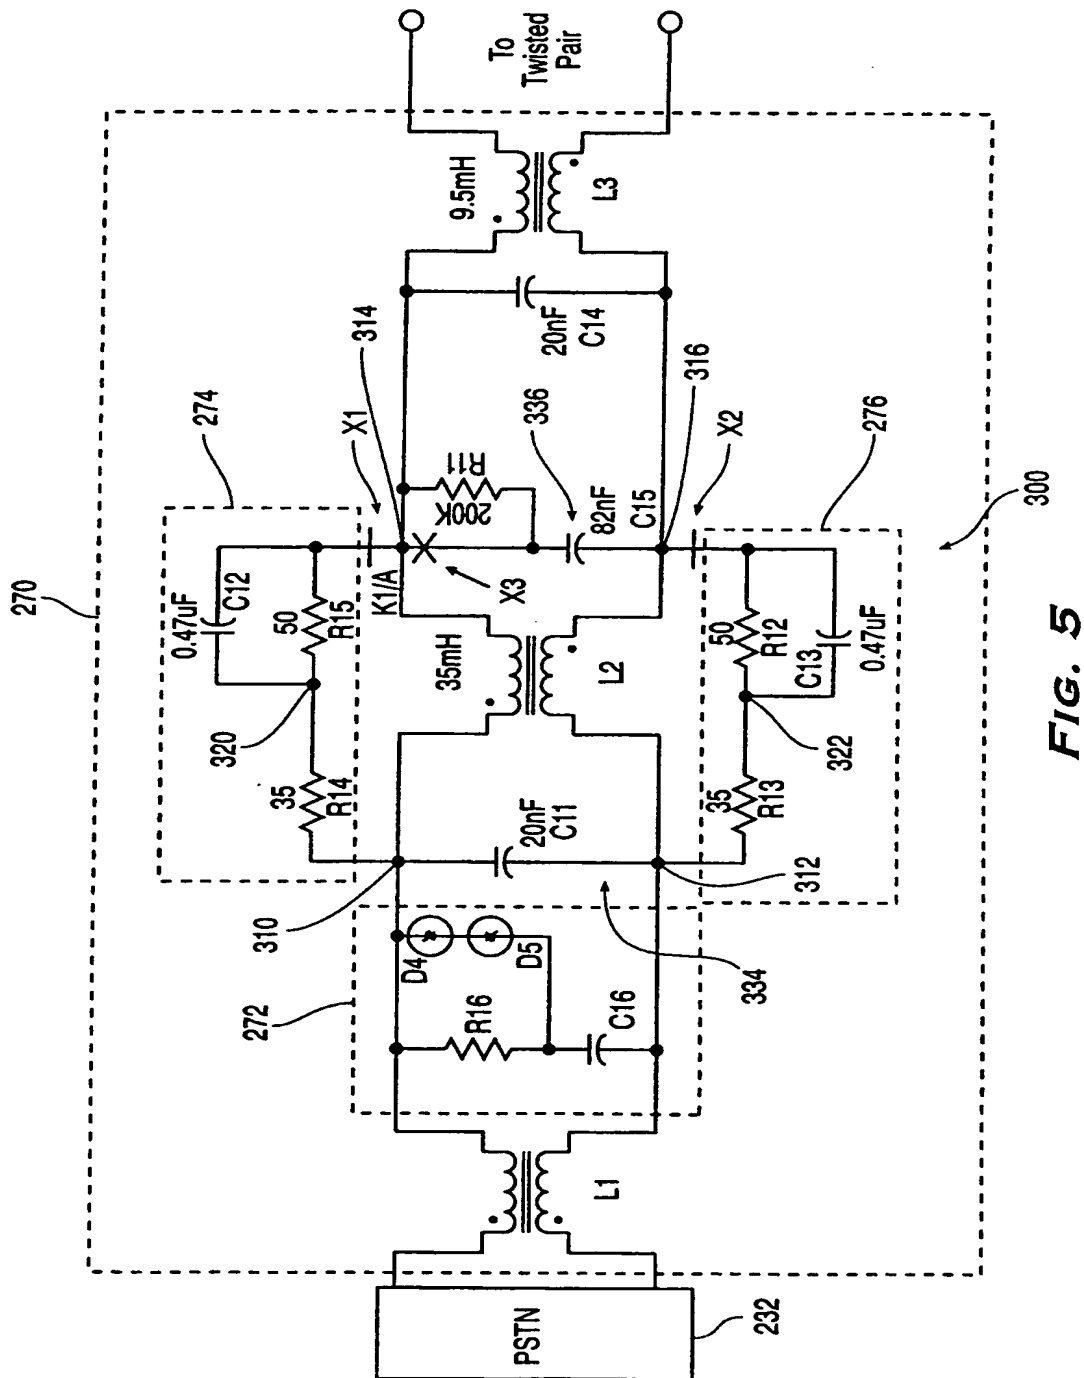 270
274
X1
314
9.5mH
To
Twisted
Pair
0.47uF
C12
50
R15
320
35
R14
310
K1/A
200K
R11
X3
336
82nF
C15
20nF
C14
L3
35mH
L2
20nF
C11
272
D4
D5
R16
C16
334
312
316
X2
276
50
R12
C13
0.47uF
322
35
R13
300
L1
PSTN
232
FIG. 5